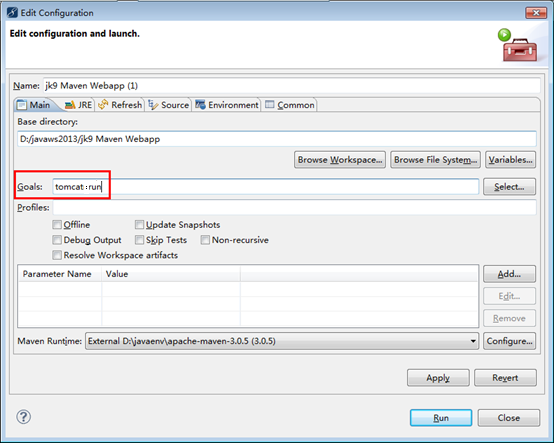 Edit Configuration
Edit configuration and launch.
Name: jk9 Maven Webapp (1)
Main JRE Refresh Source Environment Common
Base directory:
D:/javaws2013/jk9 Maven Webapp
Browse Workspace... Browse File System... Variables...
Goals: tomcat:run Select...
Profiles:
Offline Update Snapshots
Debug Output Skip Tests Non-recursive
Resolve Workspace artifacts
Parameter Name Value Add...
Edit...
Remove
Maven Runtime: External D:\javaenv\apache-maven-3.0.5 (3.0.5) Configure...
Apply Revert
? Run Close